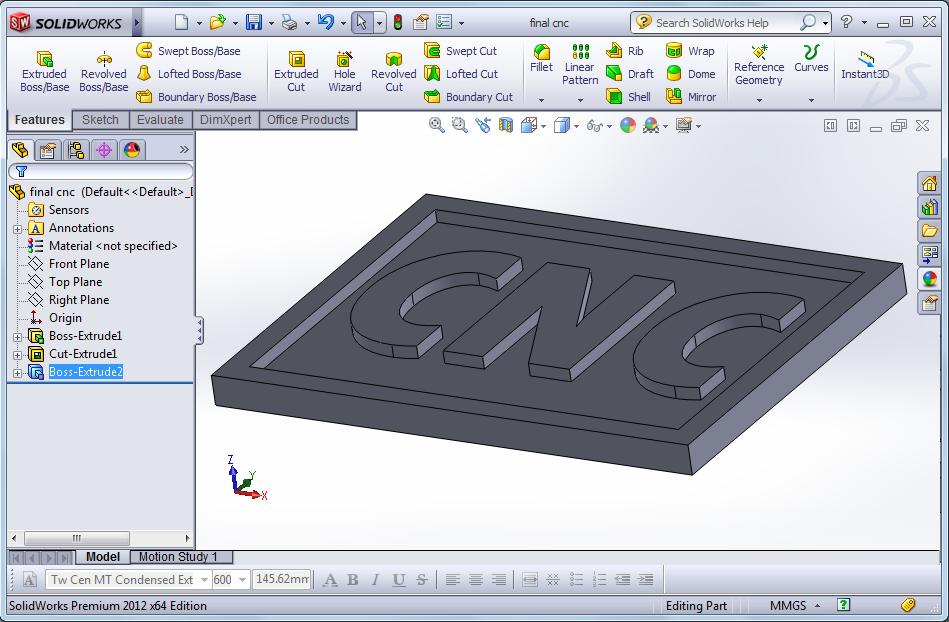 SW SOLIDWORKS
final cnc
Search SolidWorks Help
?
Extruded Boss/Base
Revolved Boss/Base
Swept Boss/Base
Lofted Boss/Base
Boundary Boss/Base
Extruded Cut
Hole Wizard
Revolved Cut
Swept Cut
Lofted Cut
Boundary Cut
Fillet
Linear Pattern
Rib
Draft
Shell
Wrap
Dome
Mirror
Reference Geometry
Curves
Instant3D
Features Sketch Evaluate DimXpert Office Products
final cnc (Default<<Default>_D
Sensors
A Annotations
Material <not specified>
Front Plane
Top Plane
Right Plane
Origin
Boss-Extrude1
Cut-Extrude1
Boss-Extrude2
CNC
Z
Y
X
Model Motion Study 1
A Tw Cen MT Condensed Ext 600 145.62mm A B I U S
SolidWorks Premium 2012 x64 Edition Editing Part MMGS ?